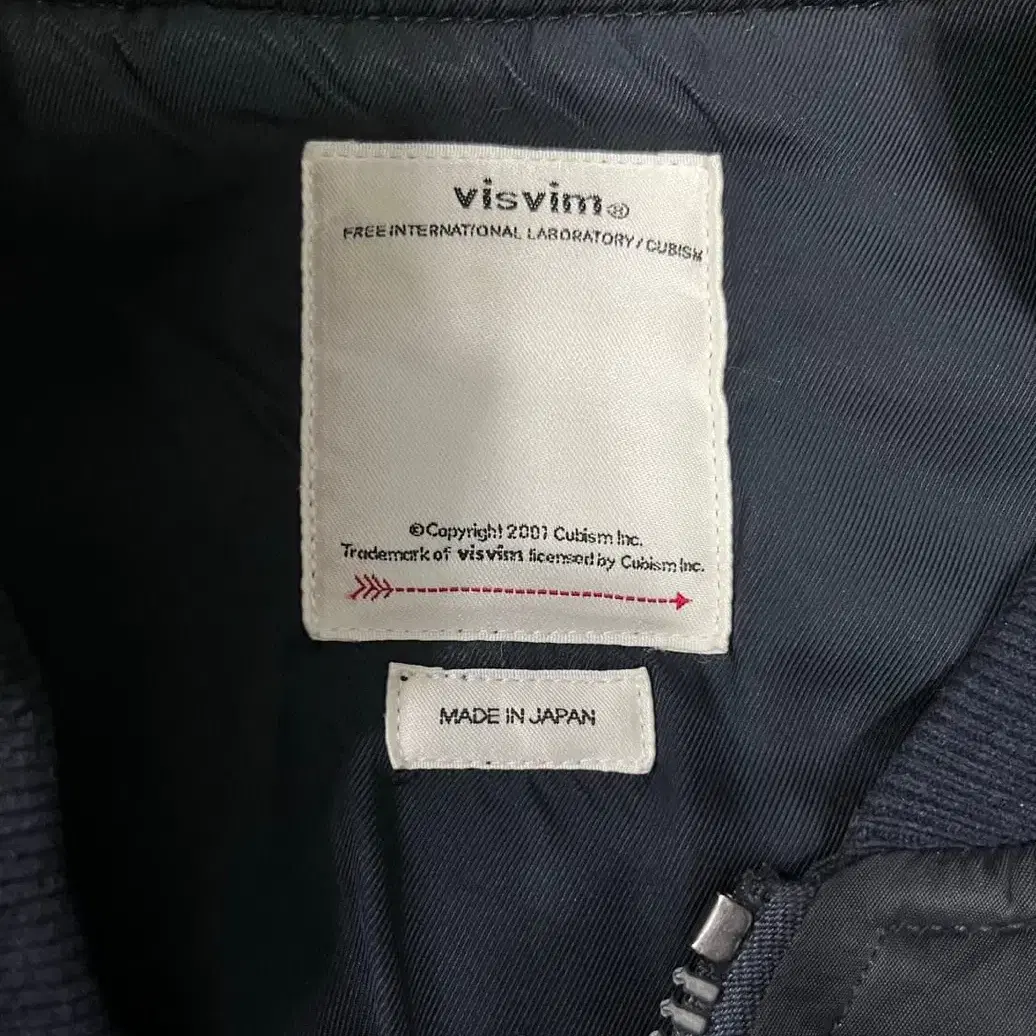 visvim®
FREE INTERNATIONAL LABORATORY / CUBISM
©Copyright 2001 Cubism Inc.
Trademark of visvim licensed by Cubism Inc.
MADE IN JAPAN